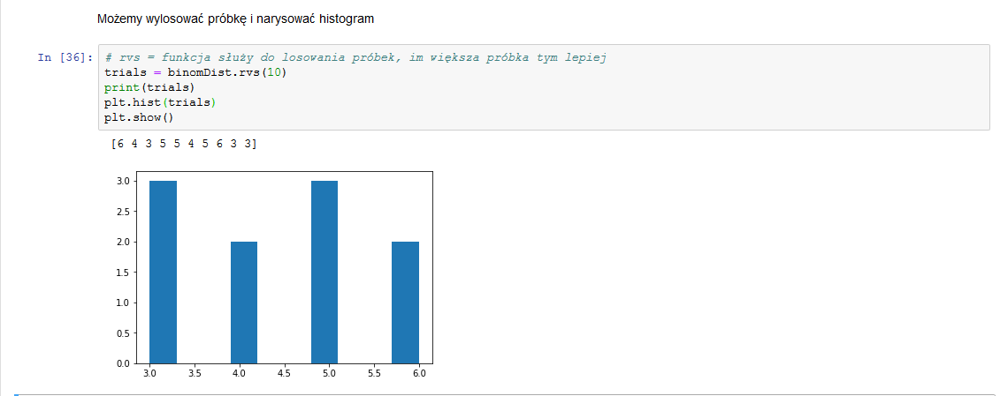 Możemy wylosować próbkę i narysować histogram
In [36]: # rvs = funkcja służy do losowania próbek, im większa próbka tym lepiej
trials = binomDist.rvs(10)
print(trials)
plt.hist(trials)
plt.show()
[6 4 3 5 5 4 5 6 3 3]
3.0
2.5
2.0
1.5
1.0
0.5
0.0
3.0 3.5 4.0 4.5 5.0 5.5 6.0